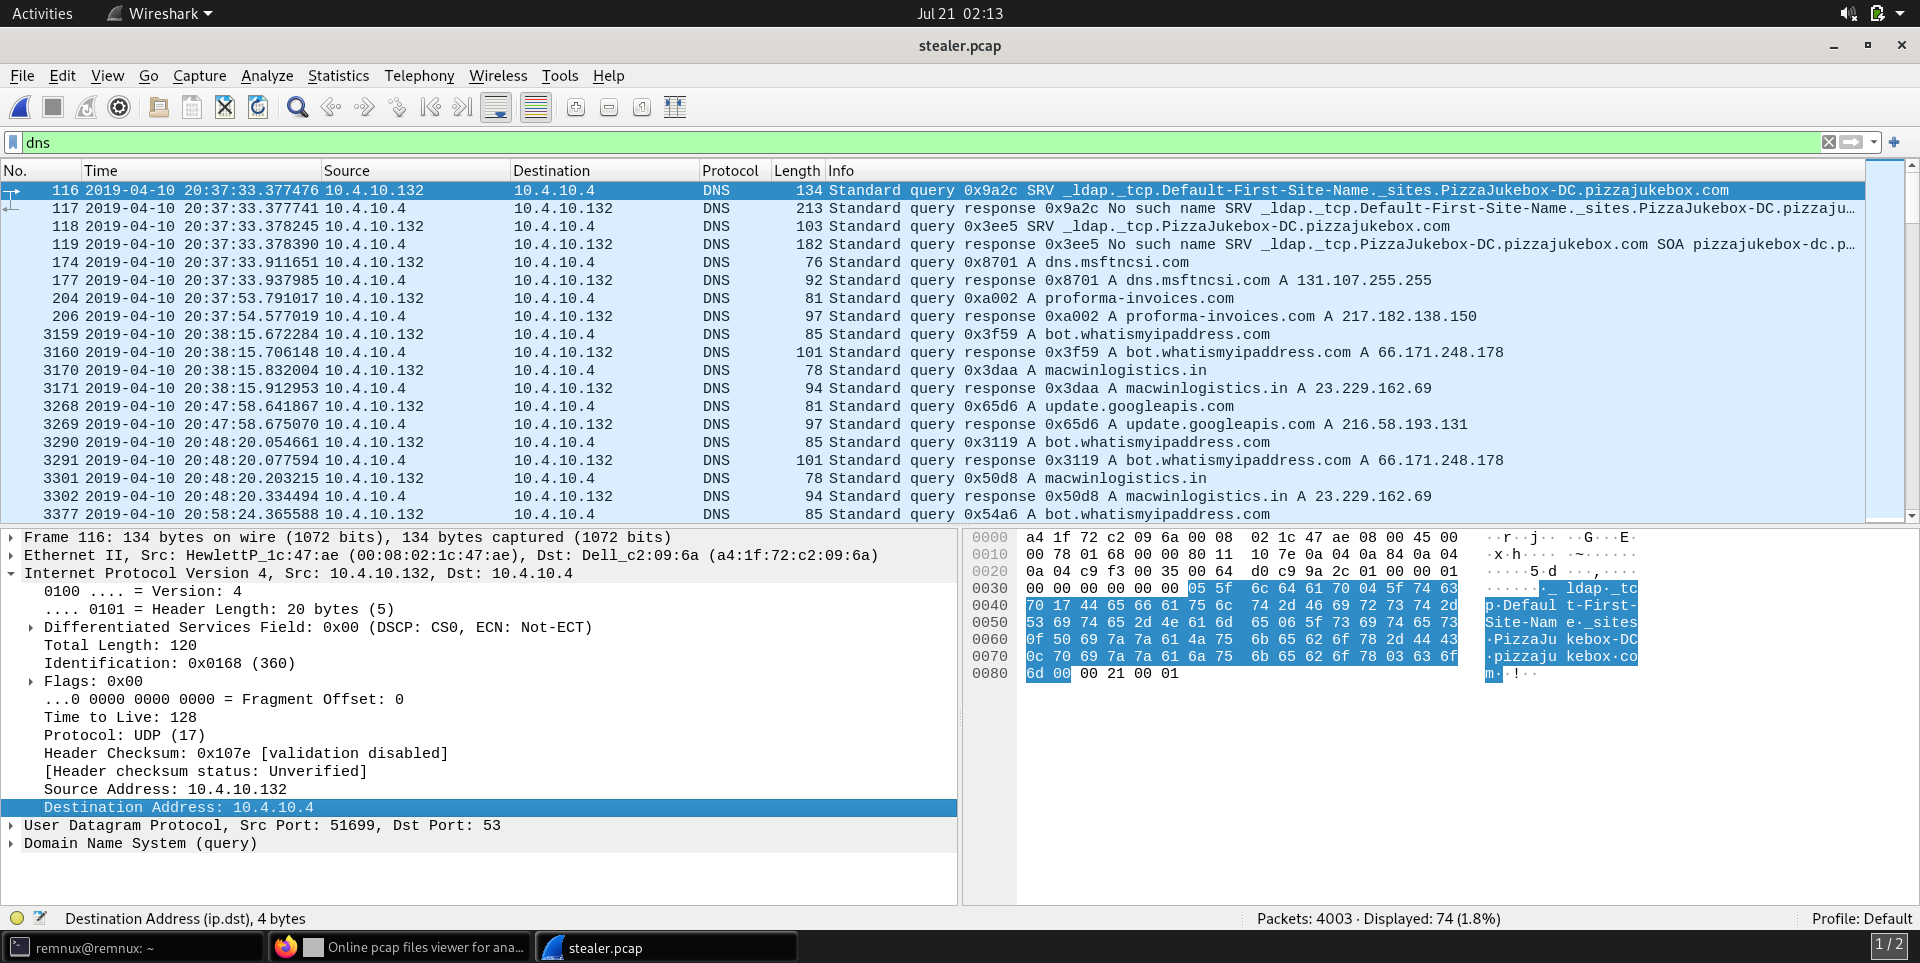 Activities Wireshark Jul 21 02:13
stealer.pcap
File Edit View Go Capture Analyze Statistics Telephony Wireless Tools Help
dns
No. Time Source Destination Protocol Length Info
116 2019-04-10 20:37:33.377476 10.4.10.132 10.4.10.4 DNS 134 Standard query 0x9a2c SRV _ldap._tcp.Default-First-Site-Name._sites.PizzaJukebox-DC.pizzajukebox.com
117 2019-04-10 20:37:33.377741 10.4.10.4 10.4.10.132 DNS 213 Standard query response 0x9a2c No such name SRV _ldap._tcp.Default-First-Site-Name._sites.PizzaJukebox-DC.pizzaju…
118 2019-04-10 20:37:33.378245 10.4.10.132 10.4.10.4 DNS 103 Standard query 0x3ee5 SRV _ldap._tcp.PizzaJukebox-DC.pizzajukebox.com
119 2019-04-10 20:37:33.378390 10.4.10.4 10.4.10.132 DNS 182 Standard query response 0x3ee5 No such name SRV _ldap._tcp.PizzaJukebox-DC.pizzajukebox.com SOA pizzajukebox-dc.p…
174 2019-04-10 20:37:33.911651 10.4.10.132 10.4.10.4 DNS 76 Standard query 0x8701 A dns.msftncsi.com
177 2019-04-10 20:37:33.937985 10.4.10.4 10.4.10.132 DNS 92 Standard query response 0x8701 A dns.msftncsi.com A 131.107.255.255
204 2019-04-10 20:37:53.791017 10.4.10.132 10.4.10.4 DNS 81 Standard query 0xa002 A proforma-invoices.com
206 2019-04-10 20:37:54.577019 10.4.10.4 10.4.10.132 DNS 97 Standard query response 0xa002 A proforma-invoices.com A 217.182.138.150
3159 2019-04-10 20:38:15.672284 10.4.10.132 10.4.10.4 DNS 85 Standard query 0x3f59 A bot.whatismyipaddress.com
3160 2019-04-10 20:38:15.706148 10.4.10.4 10.4.10.132 DNS 101 Standard query response 0x3f59 A bot.whatismyipaddress.com A 66.171.248.178
3170 2019-04-10 20:38:15.832004 10.4.10.132 10.4.10.4 DNS 78 Standard query 0x3daa A macwinlogistics.in
3171 2019-04-10 20:38:15.912953 10.4.10.4 10.4.10.132 DNS 94 Standard query response 0x3daa A macwinlogistics.in A 23.229.162.69
3268 2019-04-10 20:47:58.641867 10.4.10.132 10.4.10.4 DNS 81 Standard query 0x65d6 A update.googleapis.com
3269 2019-04-10 20:47:58.675070 10.4.10.4 10.4.10.132 DNS 97 Standard query response 0x65d6 A update.googleapis.com A 216.58.193.131
3290 2019-04-10 20:48:20.054661 10.4.10.132 10.4.10.4 DNS 85 Standard query 0x3119 A bot.whatismyipaddress.com
3291 2019-04-10 20:48:20.077594 10.4.10.4 10.4.10.132 DNS 101 Standard query response 0x3119 A bot.whatismyipaddress.com A 66.171.248.178
3301 2019-04-10 20:48:20.203215 10.4.10.132 10.4.10.4 DNS 78 Standard query 0x50d8 A macwinlogistics.in
3302 2019-04-10 20:48:20.334494 10.4.10.4 10.4.10.132 DNS 94 Standard query response 0x50d8 A macwinlogistics.in A 23.229.162.69
3377 2019-04-10 20:58:24.365588 10.4.10.132 10.4.10.4 DNS 85 Standard query 0x54a6 A bot.whatismyipaddress.com
Frame 116: 134 bytes on wire (1072 bits), 134 bytes captured (1072 bits)
Ethernet II, Src: HewlettP_1c:47:ae (00:08:02:1c:47:ae), Dst: Dell_c2:09:6a (a4:1f:72:c2:09:6a)
Internet Protocol Version 4, Src: 10.4.10.132, Dst: 10.4.10.4
0100 .... = Version: 4
.... 0101 = Header Length: 20 bytes (5)
Differentiated Services Field: 0x00 (DSCP: CS0, ECN: Not-ECT)
Total Length: 120
Identification: 0x0168 (360)
Flags: 0x00
...0 0000 0000 0000 = Fragment Offset: 0
Time to Live: 128
Protocol: UDP (17)
Header Checksum: 0x107e [validation disabled]
[Header checksum status: Unverified]
Source Address: 10.4.10.132
Destination Address: 10.4.10.4
User Datagram Protocol, Src Port: 51699, Dst Port: 53
Domain Name System (query)
0000 a4 1f 72 c2 09 6a 00 08 02 1c 47 ae 08 00 45 00 ··r··j·· ··G···E·
0010 00 78 01 68 00 00 80 11 10 7e 0a 04 0a 84 0a 04 ·x·h···· ·~······
0020 0a 04 c9 f3 00 35 00 64 d0 c9 9a 2c 01 00 00 01 ·····5·d ···,····
0030 00 00 00 00 00 00 05 5f 6c 64 61 70 04 5f 74 63 ·······_ ldap·_tc
0040 70 17 44 65 66 61 75 6c 74 2d 46 69 72 73 74 2d p·Defaul t-First-
0050 53 69 74 65 2d 4e 61 6d 65 06 5f 73 69 74 65 73 Site-Nam e·_sites
0060 0f 50 69 7a 7a 61 4a 75 6b 65 62 6f 78 2d 44 43 ·PizzaJu kebox-DC
0070 0c 70 69 7a 7a 61 6a 75 6b 65 62 6f 78 03 63 6f ·pizzaju kebox·co
0080 6d 00 00 21 00 01 m··!··
Destination Address (ip.dst), 4 bytes Packets: 4003 · Displayed: 74 (1.8%) Profile: Default
remnux@remnux: ~ Online pcap files viewer for ana… stealer.pcap 1 / 2